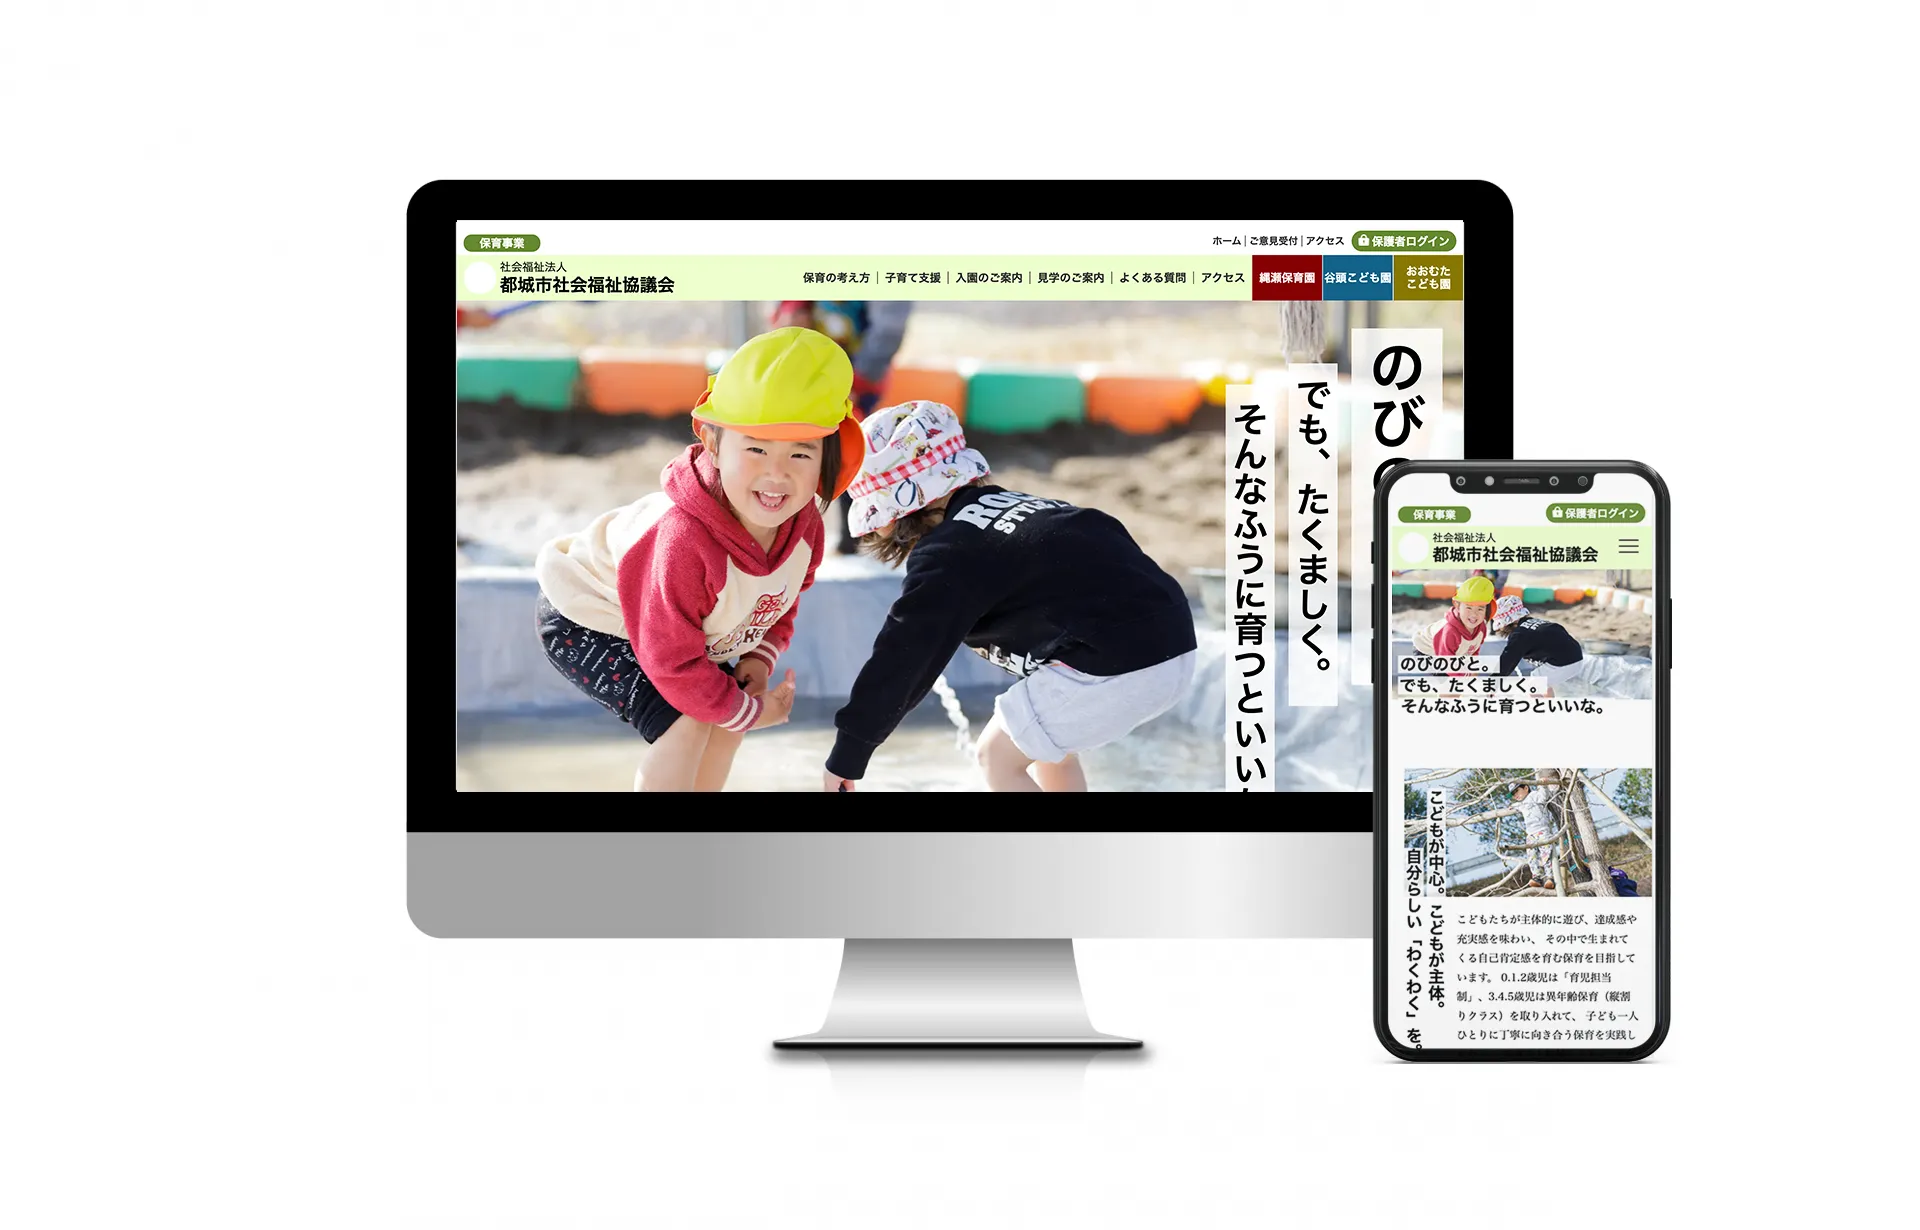 保育事業
ホーム | ご意見受付 | アクセス
保護者ログイン
社会福祉法人
都城市社会福祉協議会
保育の考え方 | 子育て支援 | 入園のご案内 | 見学のご案内 | よくある質問 | アクセス
縄瀬保育園
谷頭こども園
おおむた
こども園
のび
でも、たくましく。
そんなふうに育つといい
ROC
STY
保育事業
保護者ログイン
社会福祉法人
都城市社会福祉協議会
のびのびと。
でも、たくましく。
そんなふうに育つといいな。
こどもが中心。こどもが主体。
自分らしい「わくわく」を。
こどもたちが主体的に遊び、達成感や
充実感を味わい、その中で生まれて
くる自己肯定感を育む保育を目指して
います。 0.1.2歳児は「育児担当
制」、3.4.5歳児は異年齢保育（縦割
りクラス）を取り入れて、 子ども一人
ひとりに丁寧に向き合う保育を実践し